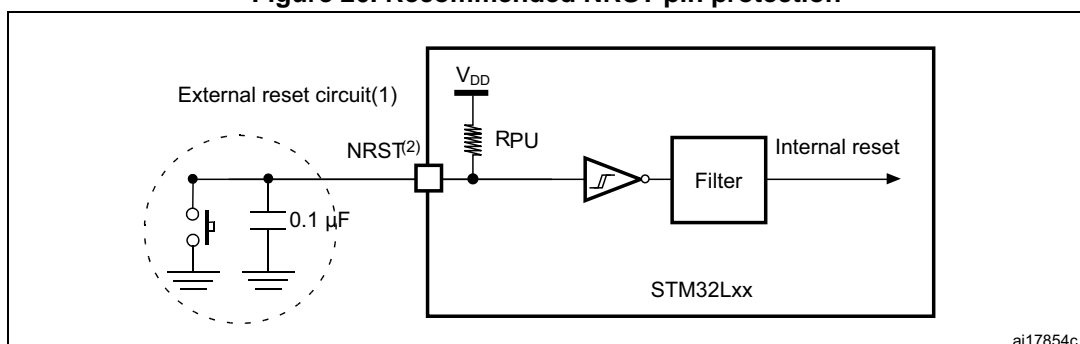 Figure 26. Recommended NRST pin protection
External reset circuit(1)
VDD
NRST(2)
RPU
Internal reset
Filter
0.1 µF
STM32Lxx
ai17854c